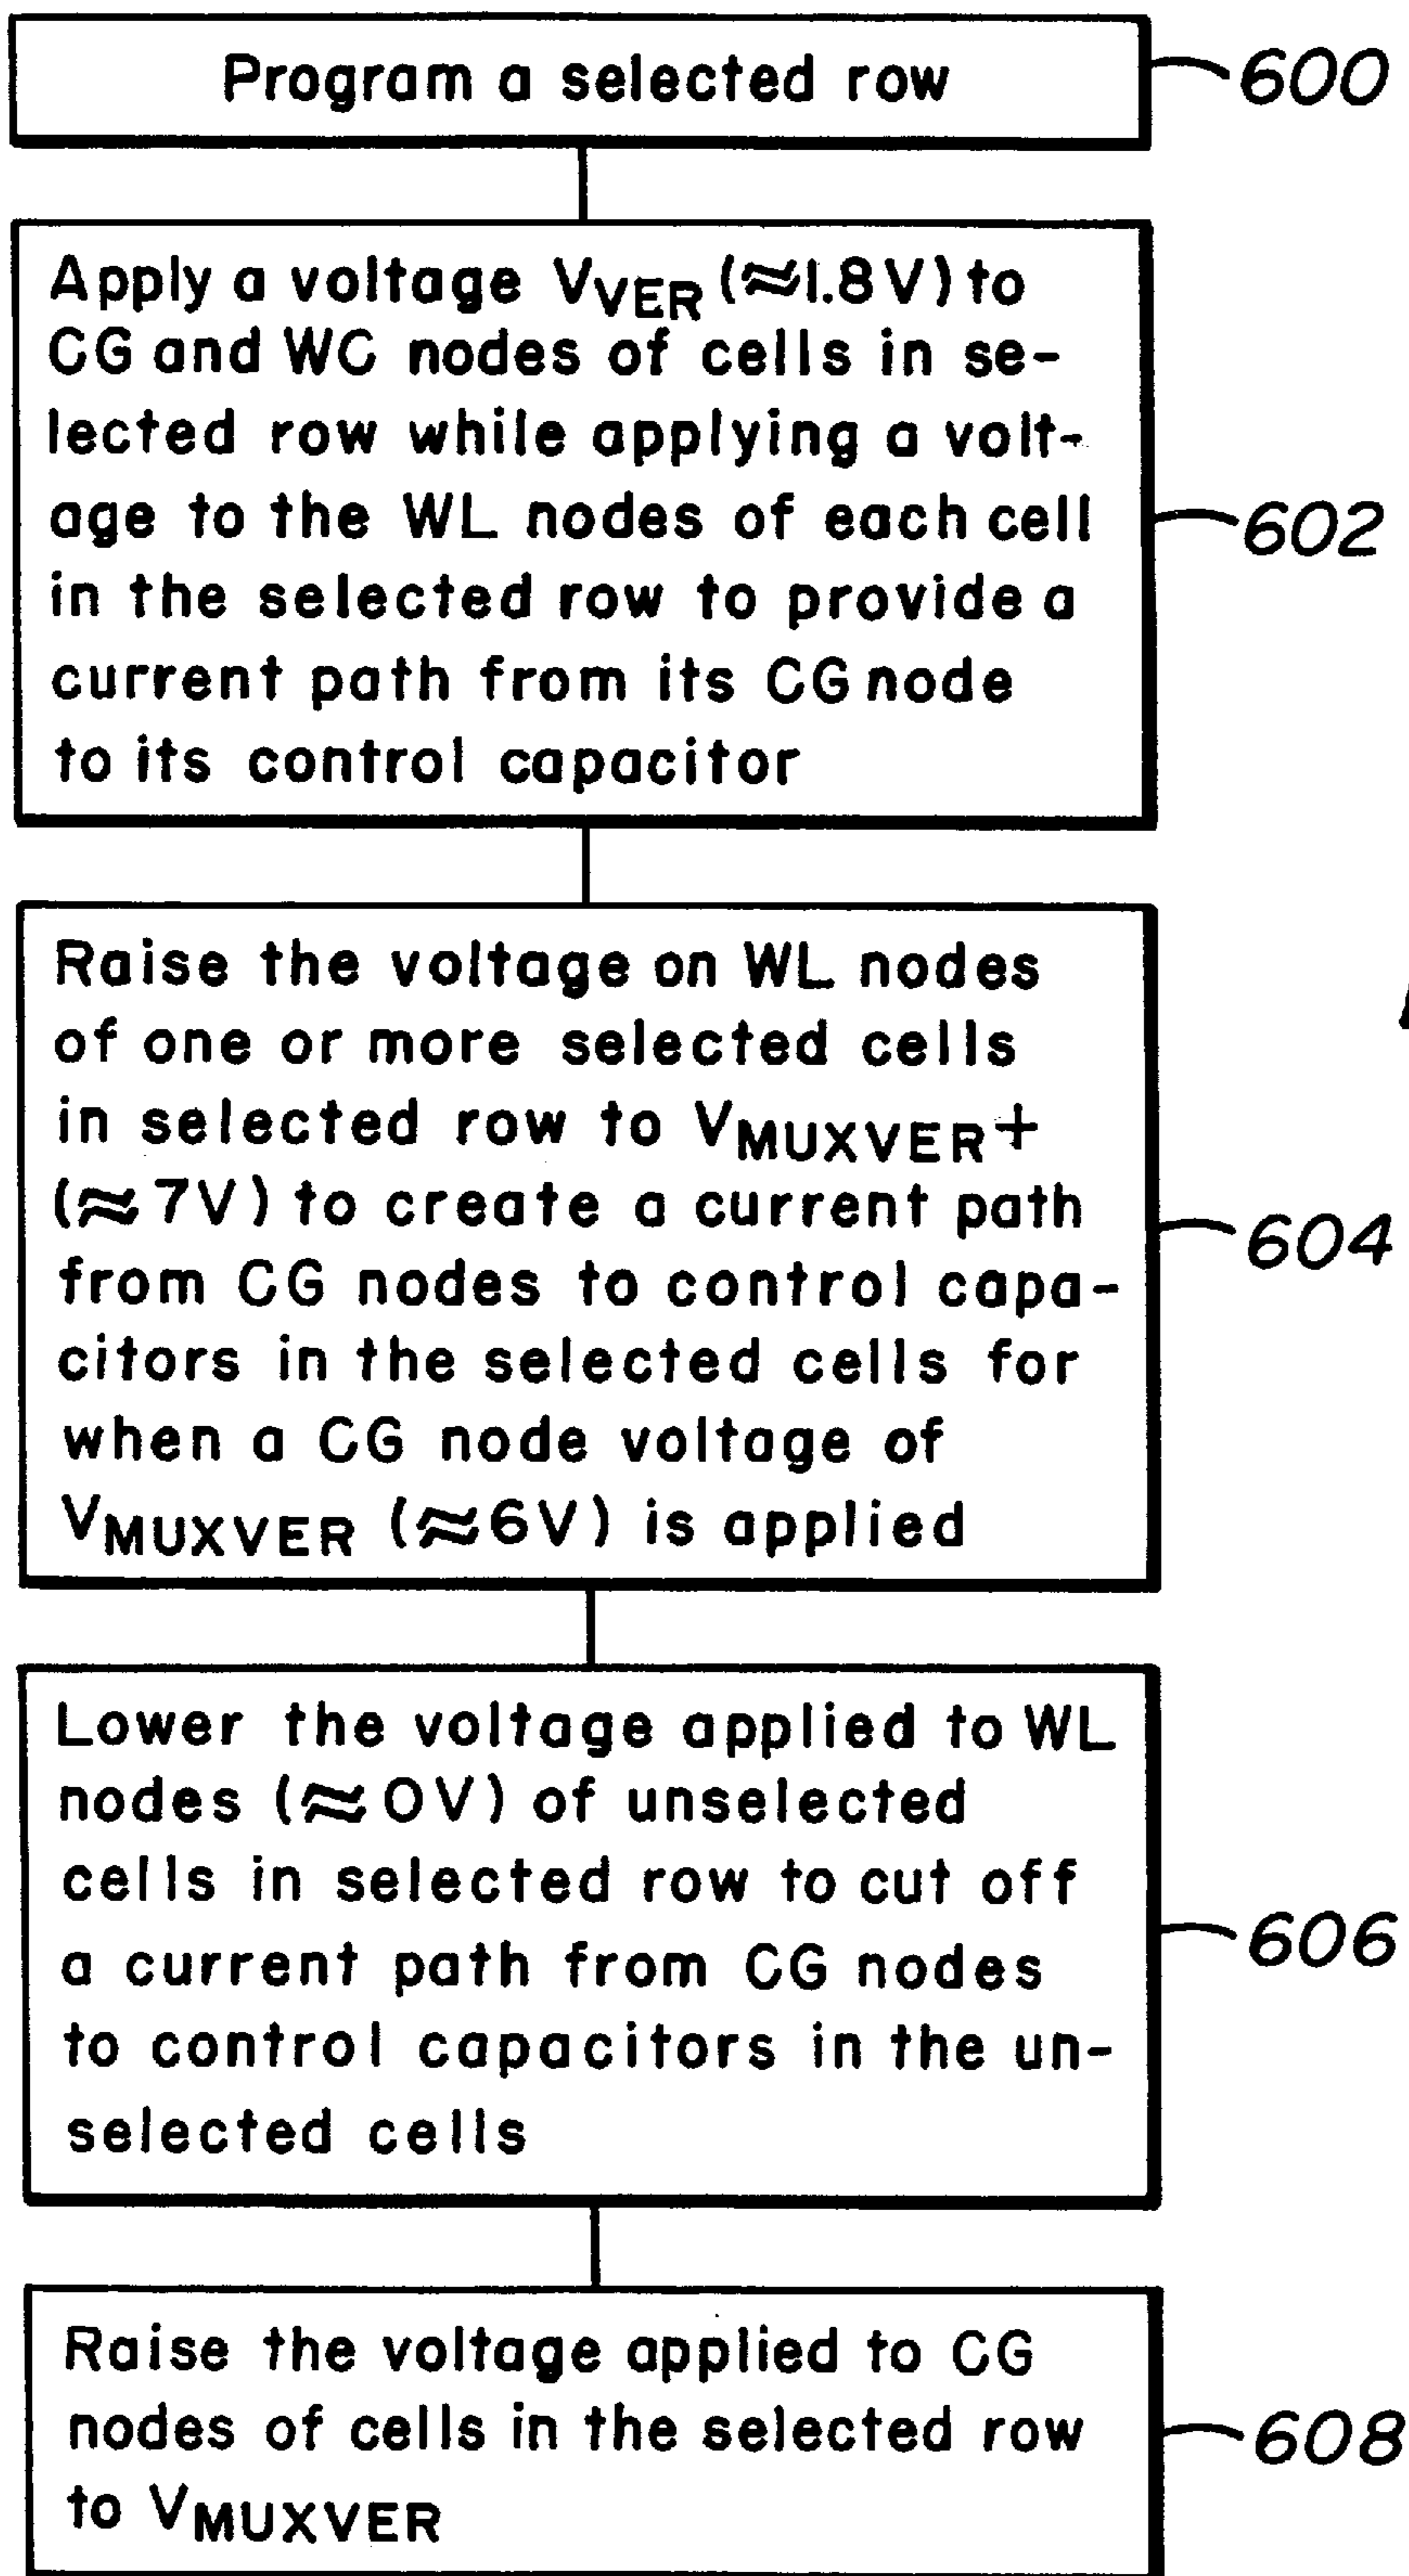 Program a selected row
600
Apply a voltage VVER (≈1.8V) to
CG and WC nodes of cells in se-
lected row while applying a volt-
age to the WL nodes of each cell
in the selected row to provide a
current path from its CG node
to its control capacitor
602
Raise the voltage on WL nodes
of one or more selected cells
in selected row to VMUXVER+
(≈7V) to create a current path
from CG nodes to control capa-
citors in the selected cells for
when a CG node voltage of
VMUXVER (≈6V) is applied
604
Lower the voltage applied to WL
nodes (≈0V) of unselected
cells in selected row to cut off
a current path from CG nodes
to control capacitors in the un-
selected cells
606
Raise the voltage applied to CG
nodes of cells in the selected row
to VMUXVER
608